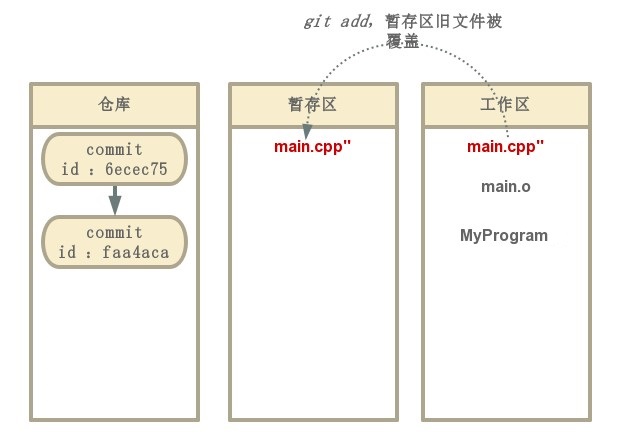 git add, 暂存区旧文件被
覆盖
仓库
暂存区
工作区
commit
id : 6ecec75
commit
id : faa4aca
main.cpp"
main.cpp"
main.o
MyProgram